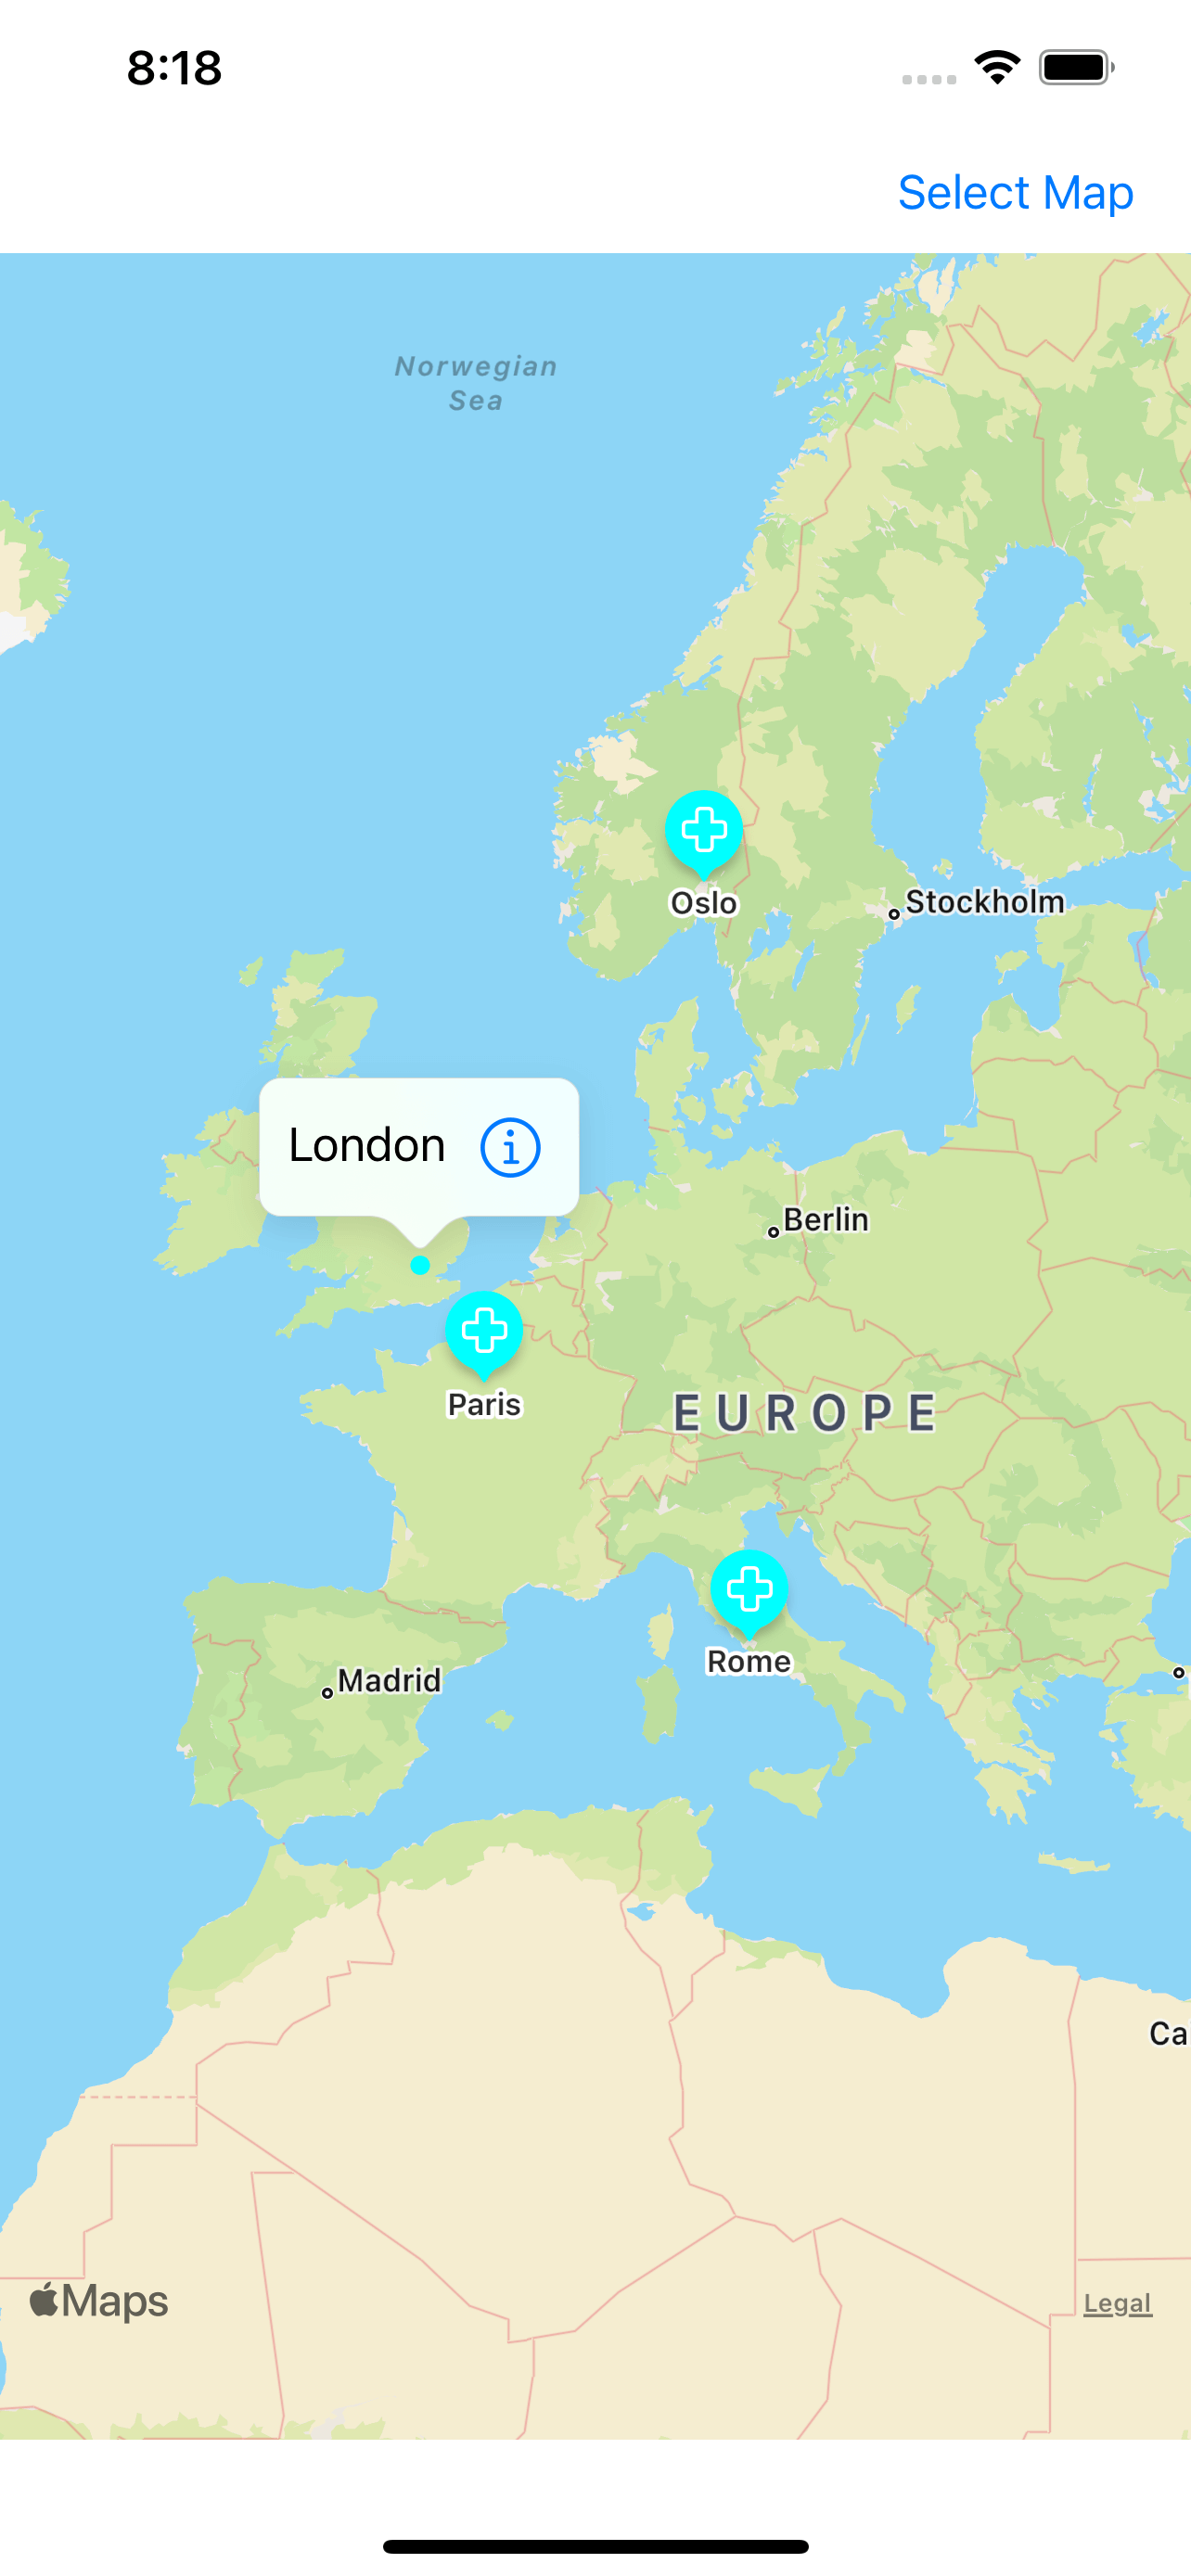 8:18
Select Map
Norwegian
Sea
Oslo
Stockholm
London
Berlin
Paris
EUROPE
Rome
Madrid
Ca
Maps
Legal